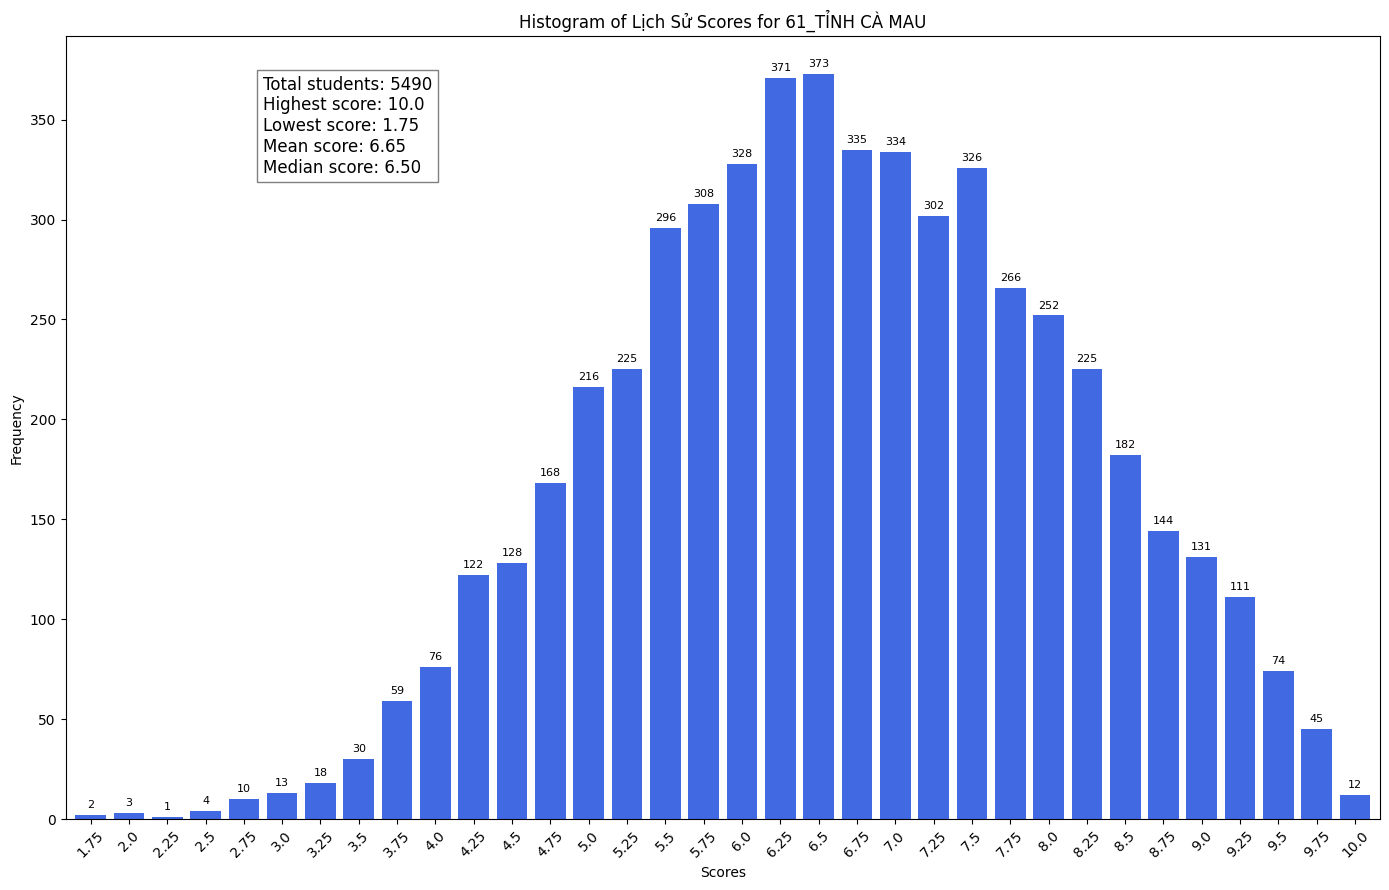 Histogram of Lịch Sử Scores for 61_TỈNH CÀ MAU
Total students: 5490
Highest score: 10.0
Lowest score: 1.75
Mean score: 6.65
Median score: 6.50
Frequency
350
300
250
200
150
100
50
0
2 3 1 4 10 13 18 30 59 76 122 128 168 216 225 296 308 328 371 373 335 334 302 326 266 252 225 182 144 131 111 74 45 12
1.75 2.0 2.25 2.5 2.75 3.0 3.25 3.5 3.75 4.0 4.25 4.5 4.75 5.0 5.25 5.5 5.75 6.0 6.25 6.5 6.75 7.0 7.25 7.5 7.75 8.0 8.25 8.5 8.75 9.0 9.25 9.5 9.75 10.0
Scores